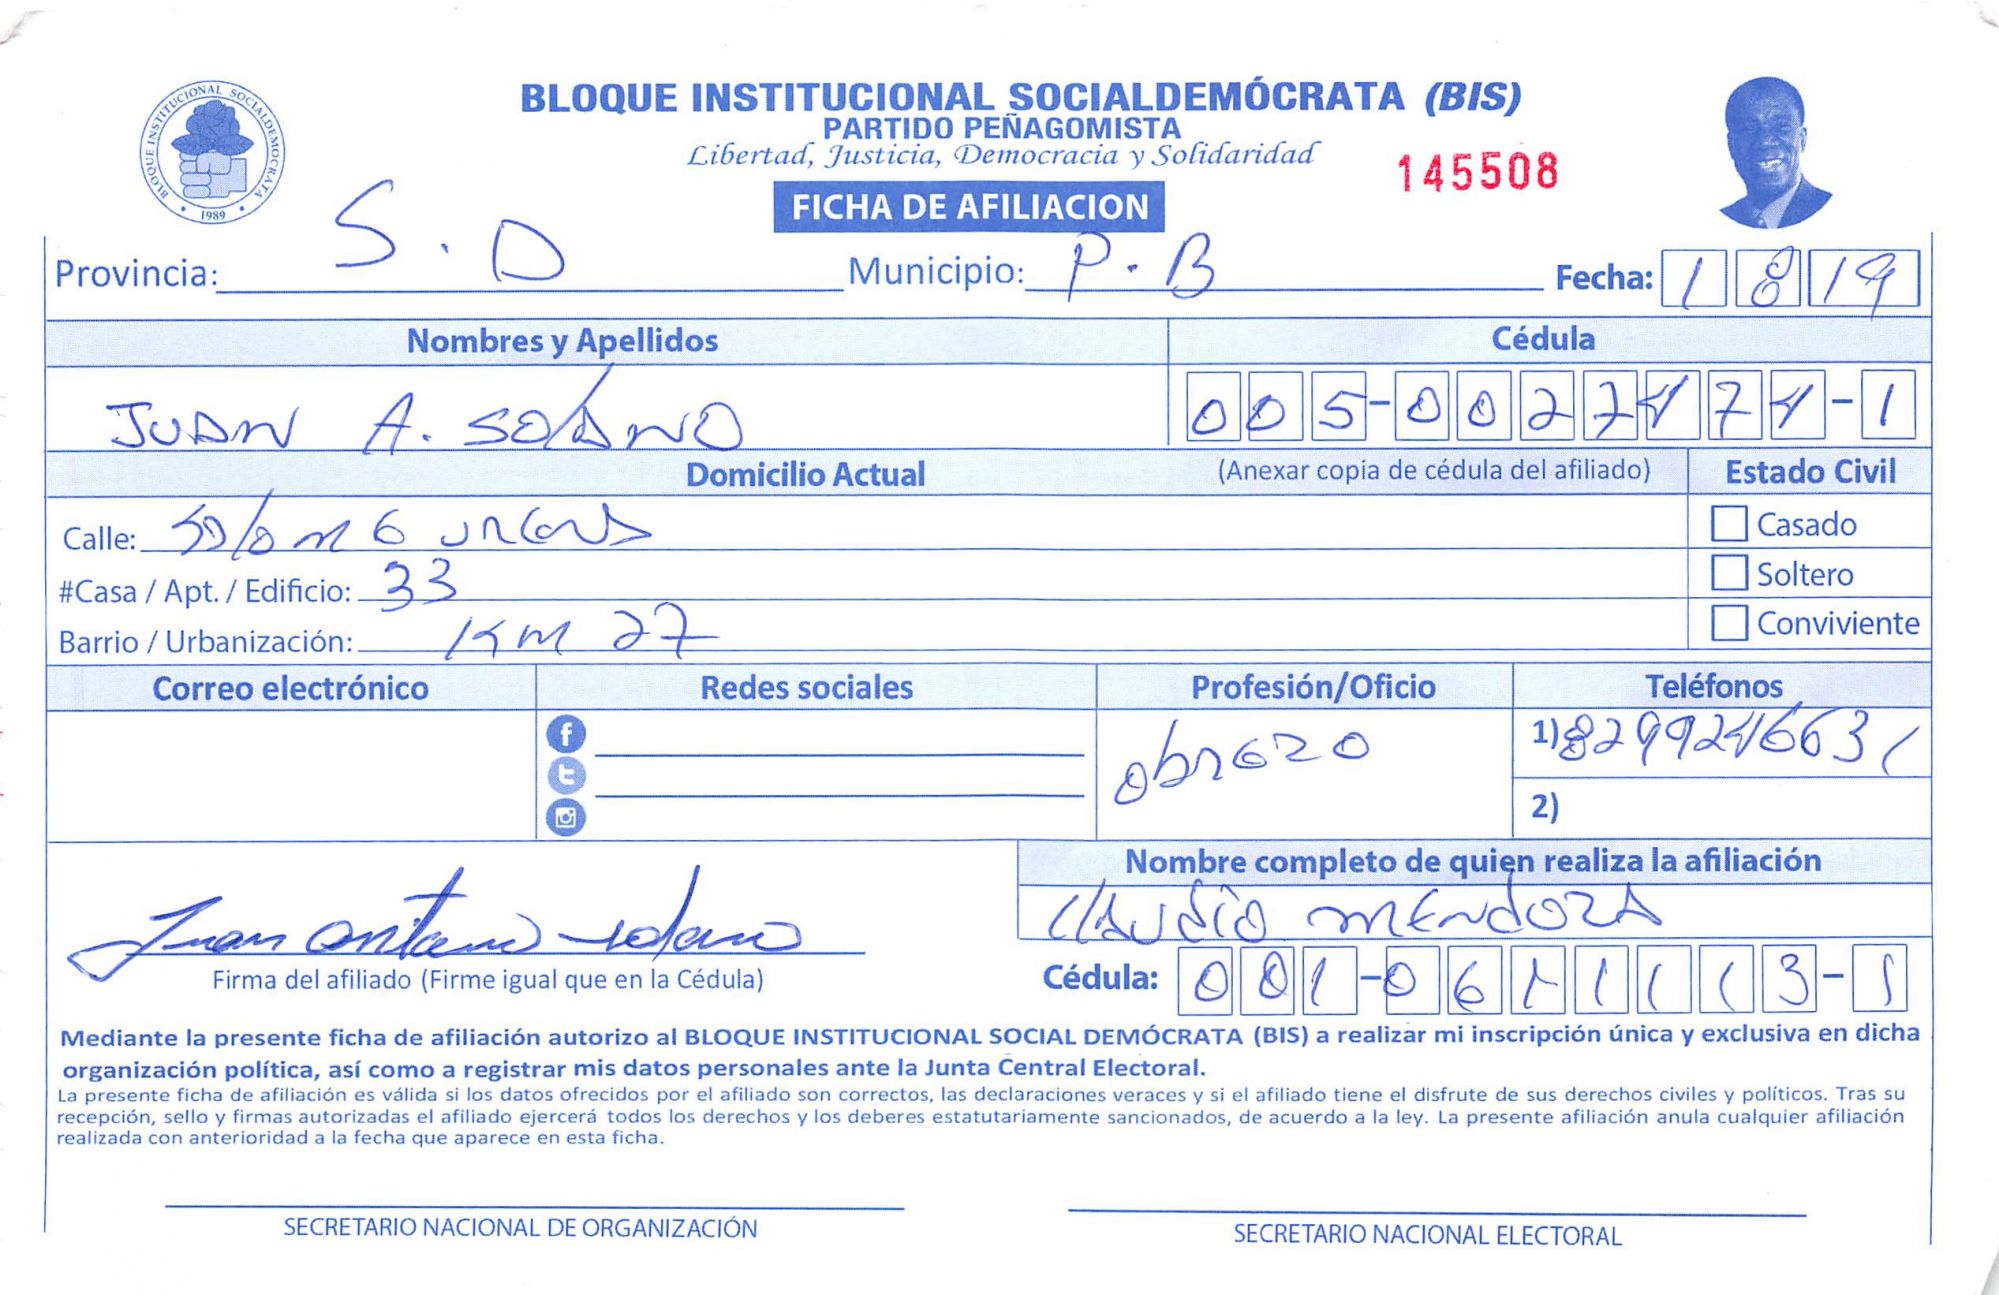 BLOQUE INSTITUCIONAL SOCIALDEMOCRATA
1989
BLOQUE INSTITUCIONAL SOCIALDEMÓCRATA (BIS)
PARTIDO PEÑAGOMISTA
Libertad, Justicia, Democracia y Solidaridad
145508
FICHA DE AFILIACION
Provincia: S.D Municipio: P.B Fecha: 1 8 19
Nombres y Apellidos Cédula
JUAN A. SOLANO 005-0027474-1
Domicilio Actual (Anexar copia de cédula del afiliado) Estado Civil
Calle: Casado
#Casa / Apt. / Edificio: 33 Soltero
Barrio / Urbanización: KM 27 Conviviente
Correo electrónico Redes sociales Profesión/Oficio Teléfonos
obrero 1) 8299246631
2)
Nombre completo de quien realiza la afiliación
Claudio Mendoza
Juan Antonio Solano
Firma del afiliado (Firme igual que en la Cédula) Cédula: 001-0611113-1
Mediante la presente ficha de afiliación autorizo al BLOQUE INSTITUCIONAL SOCIAL DEMÓCRATA (BIS) a realizar mi inscripción única y exclusiva en dicha
organización política, así como a registrar mis datos personales ante la Junta Central Electoral.
La presente ficha de afiliación es válida si los datos ofrecidos por el afiliado son correctos, las declaraciones veraces y si el afiliado tiene el disfrute de sus derechos civiles y políticos. Tras su
recepción, sello y firmas autorizadas el afiliado ejercerá todos los derechos y los deberes estatutariamente sancionados, de acuerdo a la ley. La presente afiliación anula cualquier afiliación
realizada con anterioridad a la fecha que aparece en esta ficha.
SECRETARIO NACIONAL DE ORGANIZACIÓN SECRETARIO NACIONAL ELECTORAL